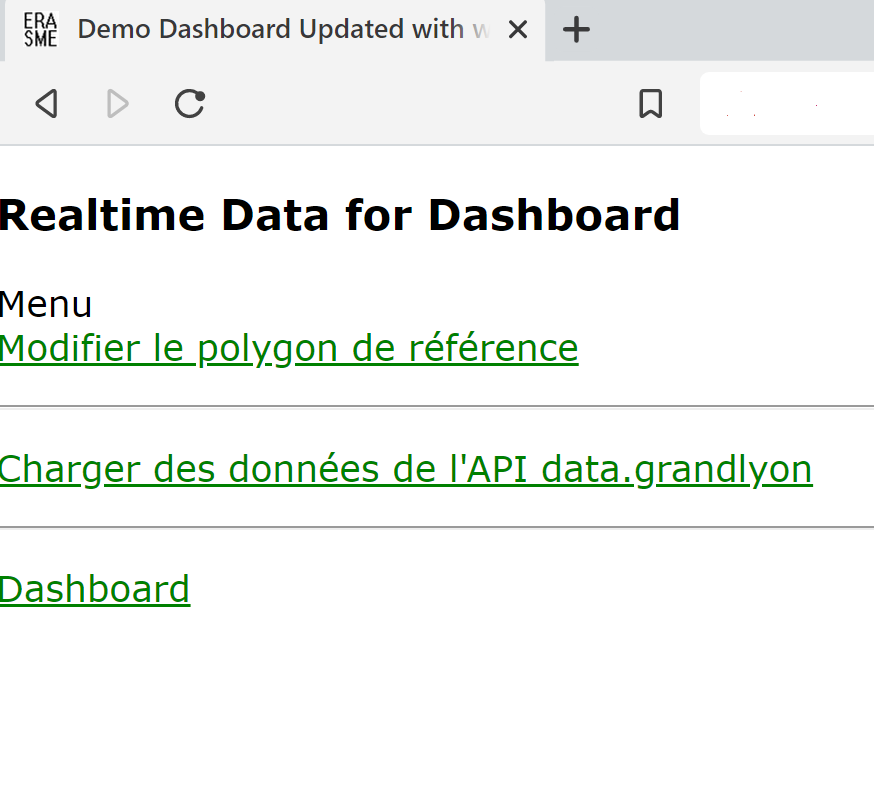 ERA
SME
Demo Dashboard Updated with
Realtime Data for Dashboard
Menu
Modifier le polygon de référence
Charger des données de l'API data.grandlyon
Dashboard